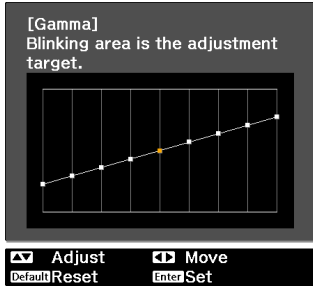 [Gamma]
Blinking area is the adjustment
target.
Adjust Move
Default Reset Enter Set